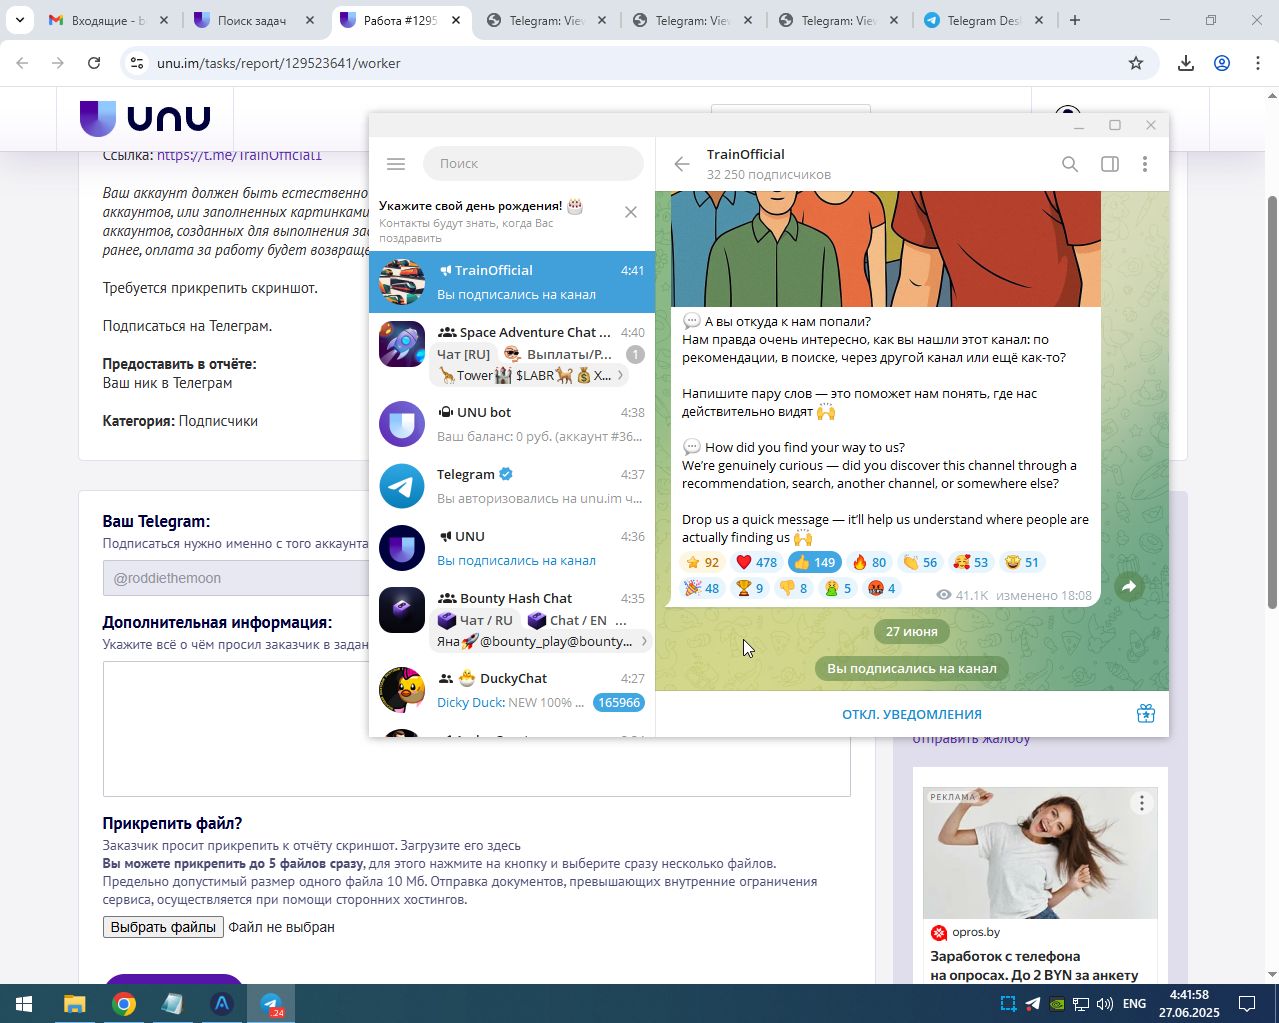 Входящие - b
Поиск задач
Работа #1295
Telegram: Viev
Telegram: Viev
Telegram: Viev
Telegram Des
unu.im/tasks/report/129523641/worker
unu
Ссылка: https://t.me/TrainOfficial1
Ваш аккаунт должен быть естественно
аккаунтов, или заполненных картинками
аккаунтов, созданных для выполнения
ранее, оплата за работу будет возвраще
Требуется прикрепить скриншот.
Подписаться на Телеграм.
Предоставить в отчёте:
Ваш ник в Телеграм
Категория: Подписчики
Ваш Telegram:
Подписаться нужно именно с того аккаунта
@roddiethemoon
Дополнительная информация:
Укажите всё о чём просил заказчик в задан
Прикрепить файл?
Заказчик просит прикрепить к отчёту скриншот. Загрузите его здесь
Вы можете прикрепить до 5 файлов сразу, для этого нажмите на кнопку и выберите сразу несколько файлов.
Предельно допустимый размер одного файла 10 Мб. Отправка документов, превышающих внутренние ограничения
сервиса, осуществляется при помощи сторонних хостингов.
Выбрать файлы Файл не выбран
Поиск
Укажите свой день рождения! 🎂
Контакты будут знать, когда Вас
поздравить
TrainOfficial 4:41
Вы подписались на канал
Space Adventure Chat ... 4:40
Чат [RU] Выплаты/P... 1
🦒Tower🏰$LABR🐕💰X...
UNU bot 4:38
Ваш баланс: 0 руб. (аккаунт #36...
Telegram 4:37
Вы авторизовались на unu.im ч...
UNU 4:36
Вы подписались на канал
Bounty Hash Chat 4:35
Чат / RU Chat / EN ...
Яна🚀@bounty_play@bounty...
🐣 DuckyChat 4:27
Dicky Duck: NEW 100% ... 165966
TrainOfficial
32 250 подписчиков
💬 А вы откуда к нам попали?
Нам правда очень интересно, как вы нашли этот канал: по
рекомендации, в поиске, через другой канал или ещё как-то?
Напишите пару слов — это поможет нам понять, где нас
действительно видят 🙌
💬 How did you find your way to us?
We're genuinely curious — did you discover this channel through a
recommendation, search, another channel, or somewhere else?
Drop us a quick message — it'll help us understand where people are
actually finding us 🙌
⭐ 92 ❤️ 478 👍 149 🔥 80 👏 56 🥰 53 🤩 51
🎉 48 🏆 9 👎 8 🤮 5 🤬 4 41.1K изменено 18:08
27 июня
Вы подписались на канал
ОТКЛ. УВЕДОМЛЕНИЯ
отправить жалобу
РЕКЛАМА
opros.by
Заработок с телефона
на опросах. До 2 BYN за анкету
.24
ENG
4:41:58
27.06.2025